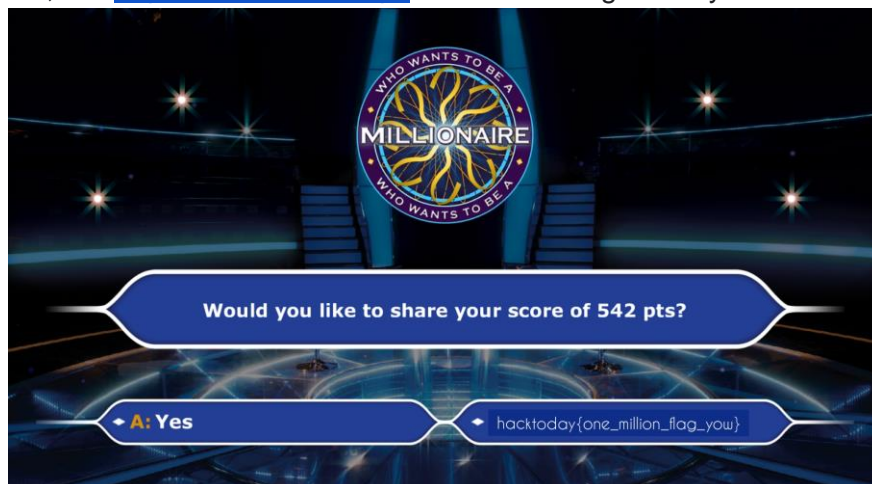 WHO WANTS TO BE A
MILLIONAIRE
WHO WANTS TO BE A
Would you like to share your score of 542 pts?
A: Yes
hacktoday{one_million_flag_yow}